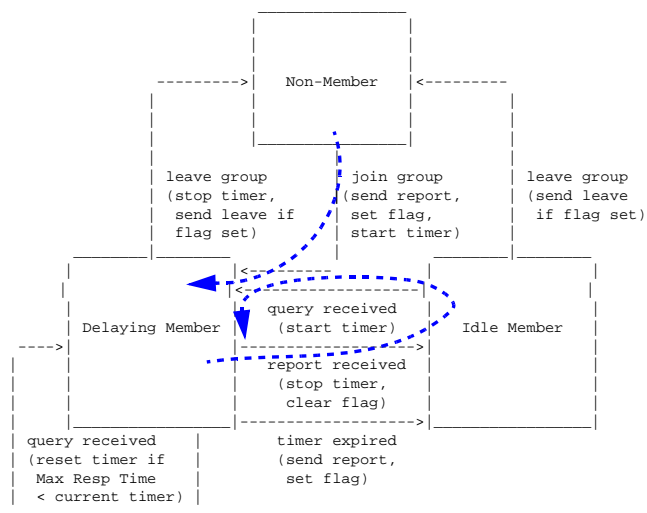 Non-Member
leave group
(stop timer,
send leave if
flag set)
join group
(send report,
set flag,
start timer)
leave group
(send leave
if flag set)
query received
(start timer)
Delaying Member
Idle Member
report received
(stop timer,
clear flag)
query received
(reset timer if
Max Resp Time
< current timer)
timer expired
(send report,
set flag)